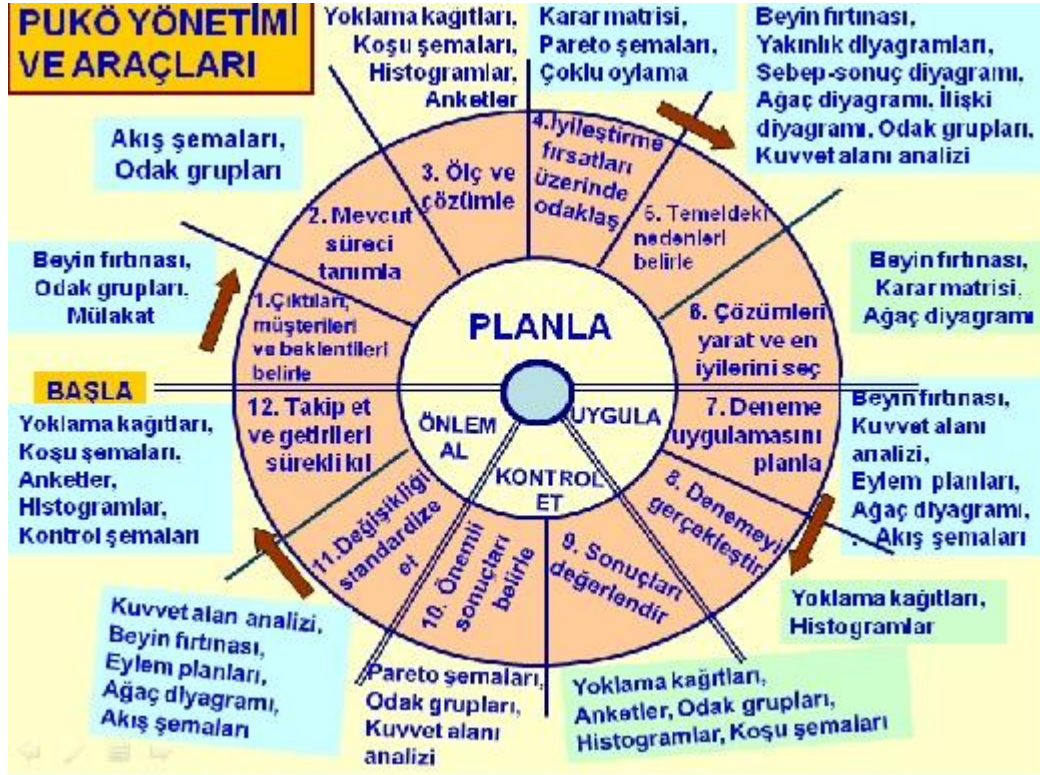 PUKÖ YÖNETİMİ
VE ARAÇLARI
Yoklama kağıtları,
Koşu şemaları,
Histogramlar,
Anketler
Karar matrisi,
Pareto şemaları,
Çoklu oylama
Beyin fırtınası,
Yakınlık diyagramları,
Sebep-sonuç diyagramı,
Ağaç diyagramı, İlişki
diyagramı, Odak grupları,
Kuvvet alanı analizi
Akış şemaları,
Odak grupları
Beyin fırtınası,
Odak grupları,
Mülakat
Beyin fırtınası,
Karar matrisi,
Ağaç diyagramı
BAŞLA
1.Çıktıları,
müşterileri
ve beklentileri
belirle
2. Mevcut
süreci
tanımla
3. Ölç ve
çözümle
4.İyileştirme
fırsatları
üzerinde
odaklaş
5. Temeldeki
nedenleri
belirle
6. Çözümleri
yarat ve en
iyilerini seç
7. Deneme
uygulamasını
planla
8. Denemeyi
gerçekleştir
9. Sonuçları
değerlendir
10. Önemli
sonuçları
belirle
11.Değişikliği
standardize
et
12. Takip et
ve getirileri
sürekli kıl
PLANLA
UYGULA
KONTROL
ET
ÖNLEM
AL
Beyin fırtınası,
Kuvvet alanı
analizi,
Eylem planları,
Ağaç diyagramı,
. Akış şemaları
Yoklama kağıtları,
Histogramlar
Yoklama kağıtları,
Anketler, Odak grupları,
Histogramlar, Koşu şemaları
Pareto şemaları,
Odak grupları,
Kuvvet alanı
analizi
Kuvvet alan analizi,
Beyin fırtınası,
Eylem planları,
Ağaç diyagramı,
Akış şemaları
Yoklama kağıtları,
Koşu şemaları,
Anketler,
Histogramlar,
Kontrol şemaları